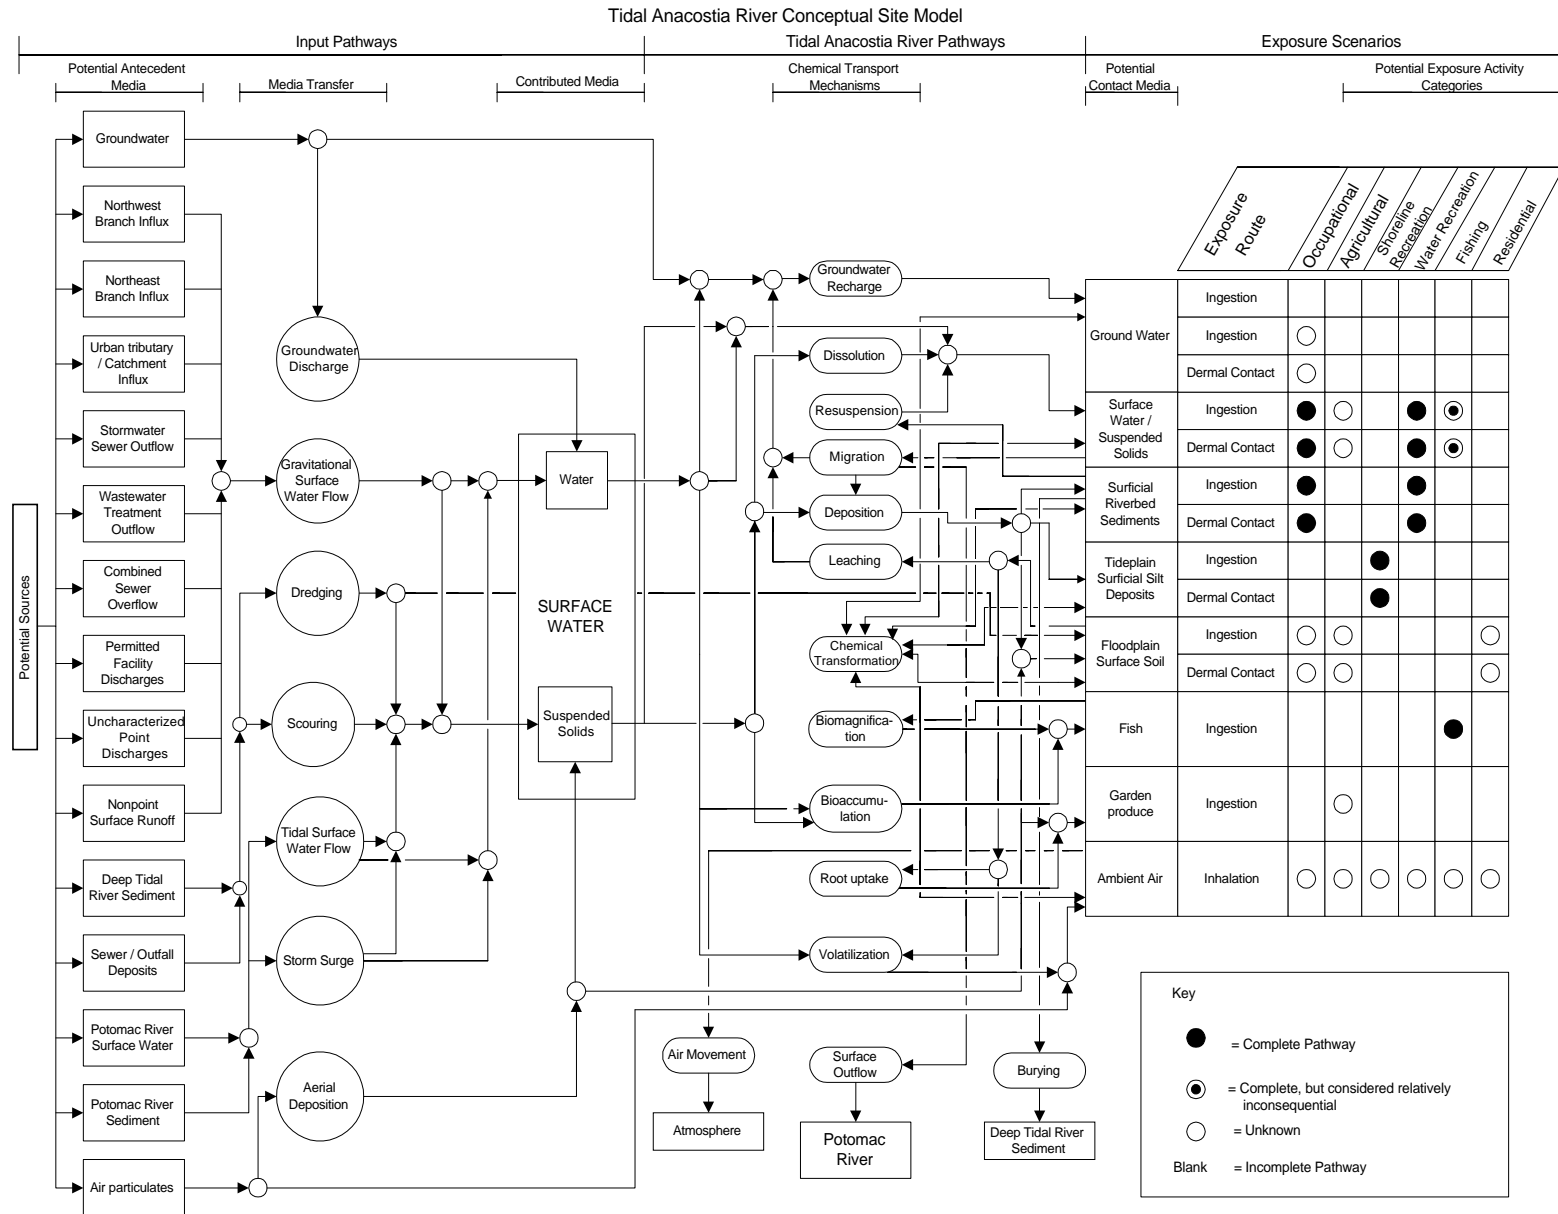 Tidal Anacostia River Conceptual Site Model
Input Pathways
Tidal Anacostia River Pathways
Exposure Scenarios
Potential Antecedent
Media
Media Transfer
Contributed Media
Chemical Transport
Mechanisms
Potential
Contact Media
Potential Exposure Activity
Categories
Potential Sources
Groundwater
Northwest
Branch Influx
Northeast
Branch Influx
Urban tributary
/ Catchment
Influx
Stormwater
Sewer Outflow
Wastewater
Treatment
Outflow
Combined
Sewer
Overflow
Permitted
Facility
Discharges
Uncharacterized
Point
Discharges
Nonpoint
Surface Runoff
Deep Tidal
River Sediment
Sewer / Outfall
Deposits
Potomac River
Surface Water
Potomac River
Sediment
Air particulates
Groundwater
Discharge
Gravitational
Surface
Water Flow
Dredging
Scouring
Tidal Surface
Water Flow
Storm Surge
Aerial
Deposition
Water
SURFACE
WATER
Suspended
Solids
Groundwater
Recharge
Dissolution
Resuspension
Migration
Deposition
Leaching
Chemical
Transformation
Biomagnifica-
tion
Bioaccumu-
lation
Root uptake
Volatilization
Air Movement
Surface
Outflow
Burying
Atmosphere
Potomac
River
Deep Tidal River
Sediment
Exposure
Route
Occupational
Agricultural
Shoreline
Recreation
Water Recreation
Fishing
Residential
Ground Water
Ingestion
Ingestion
Dermal Contact
Surface
Water /
Suspended
Solids
Ingestion
Dermal Contact
Surficial
Riverbed
Sediments
Ingestion
Dermal Contact
Tideplain
Surficial Silt
Deposits
Ingestion
Dermal Contact
Floodplain
Surface Soil
Ingestion
Dermal Contact
Fish
Ingestion
Garden
produce
Ingestion
Ambient Air
Inhalation
Key
= Complete Pathway
= Complete, but considered relatively
inconsequential
= Unknown
Blank = Incomplete Pathway